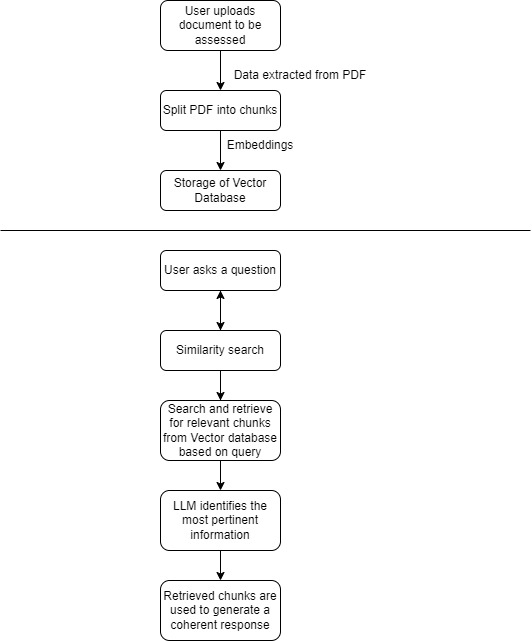 User uploads
document to be
assessed
Data extracted from PDF
Split PDF into chunks
Embeddings
Storage of Vector
Database
User asks a question
Similarity search
Search and retrieve
for relevant chunks
from Vector database
based on query
LLM identifies the
most pertinent
information
Retrieved chunks are
used to generate a
coherent response